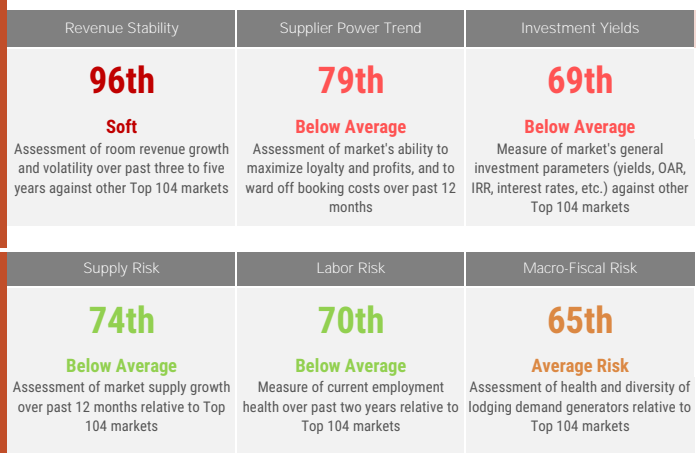 Revenue Stability
Supplier Power Trend
Investment Yields
96th
79th
69th
Soft
Below Average
Below Average
Assessment of room revenue growth
and volatility over past three to five
years against other Top 104 markets
Assessment of market's ability to
maximize loyalty and profits, and to
ward off booking costs over past 12
months
Measure of market's general
investment parameters (yields, OAR,
IRR, interest rates, etc.) against other
Top 104 markets
Supply Risk
Labor Risk
Macro-Fiscal Risk
74th
70th
65th
Below Average
Below Average
Average Risk
Assessment of market supply growth
over past 12 months relative to Top
104 markets
Measure of current employment
health over past two years relative to
Top 104 markets
Assessment of health and diversity of
lodging demand generators relative to
Top 104 markets